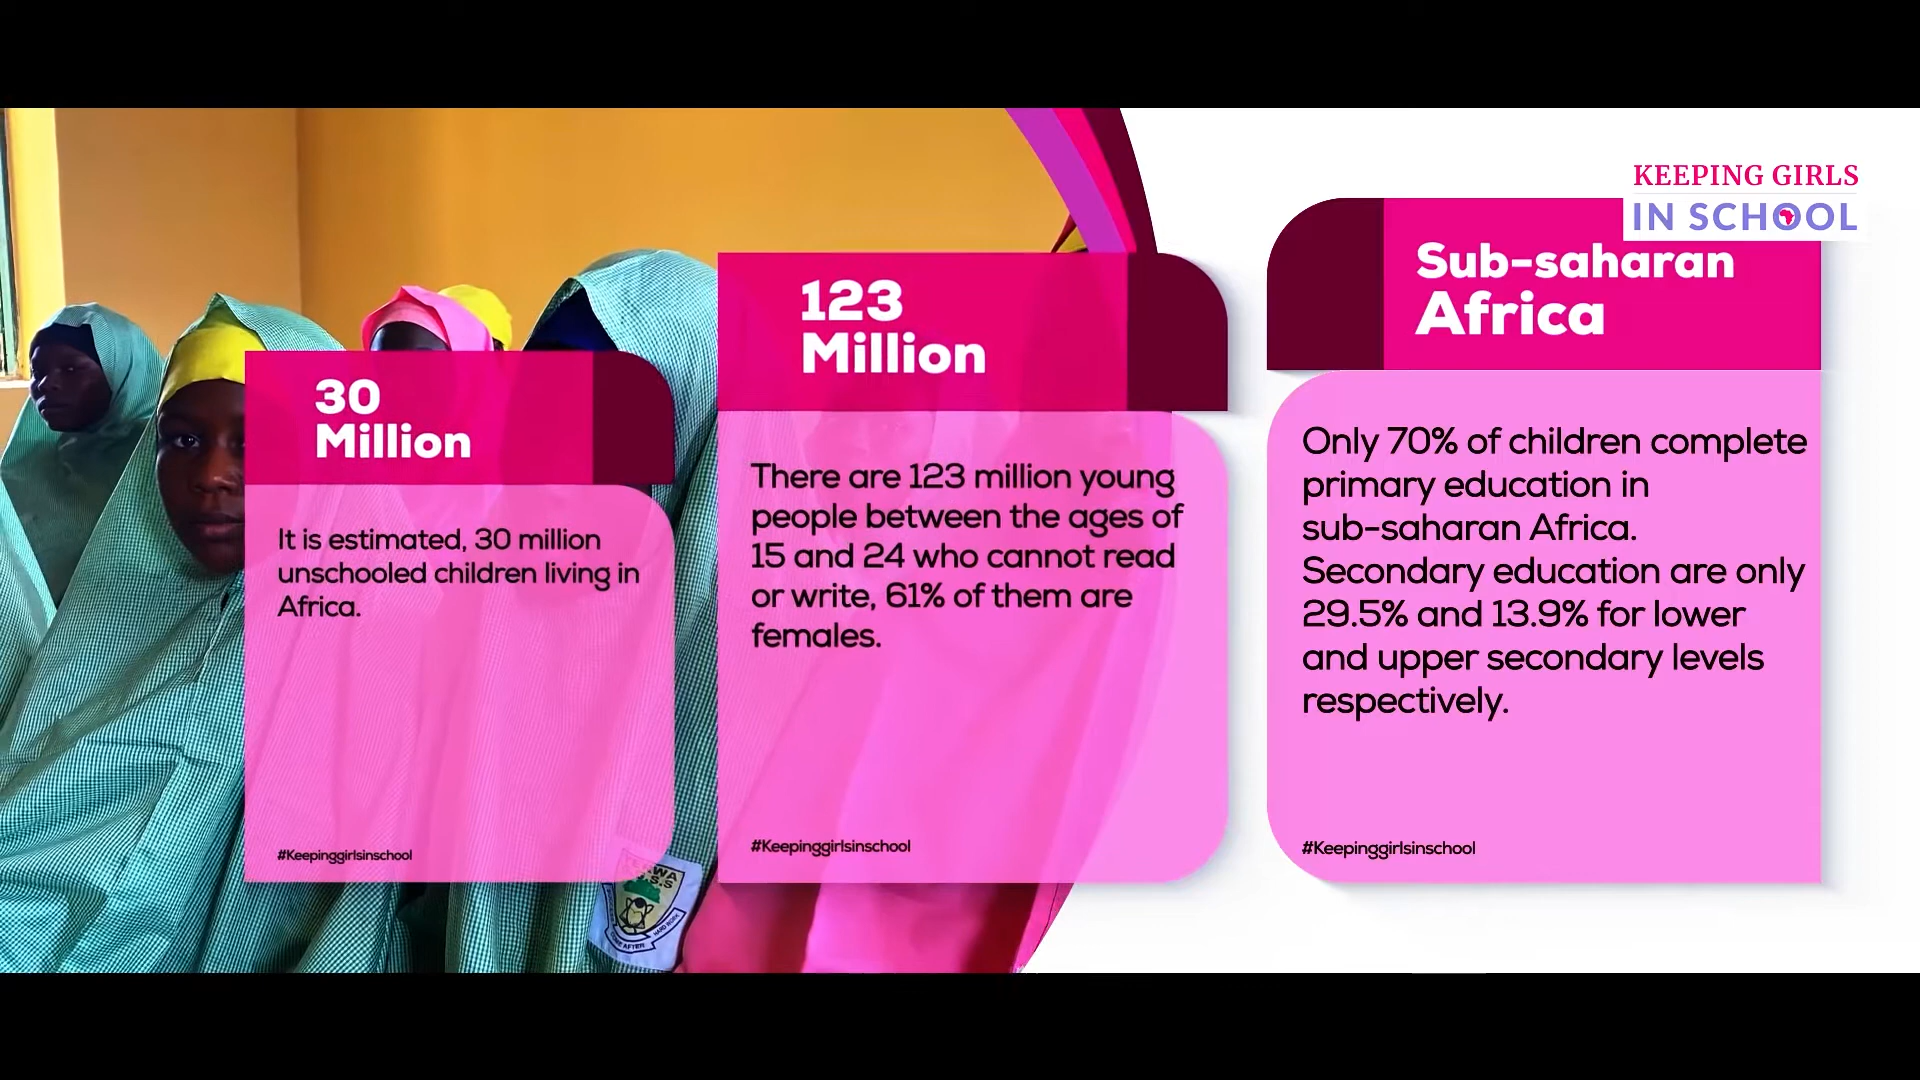 KEEPING GIRLS
IN SCHOOL
30
Million
It is estimated, 30 million
unschooled children living in
Africa.
#Keepinggirlsinschool
123
Million
There are 123 million young
people between the ages of
15 and 24 who cannot read
or write, 61% of them are
females.
#Keepinggirlsinschool
Sub-saharan
Africa
Only 70% of children complete
primary education in
sub-saharan Africa.
Secondary education are only
29.5% and 13.9% for lower
and upper secondary levels
respectively.
#Keepinggirlsinschool
AFTER
HARD WORK